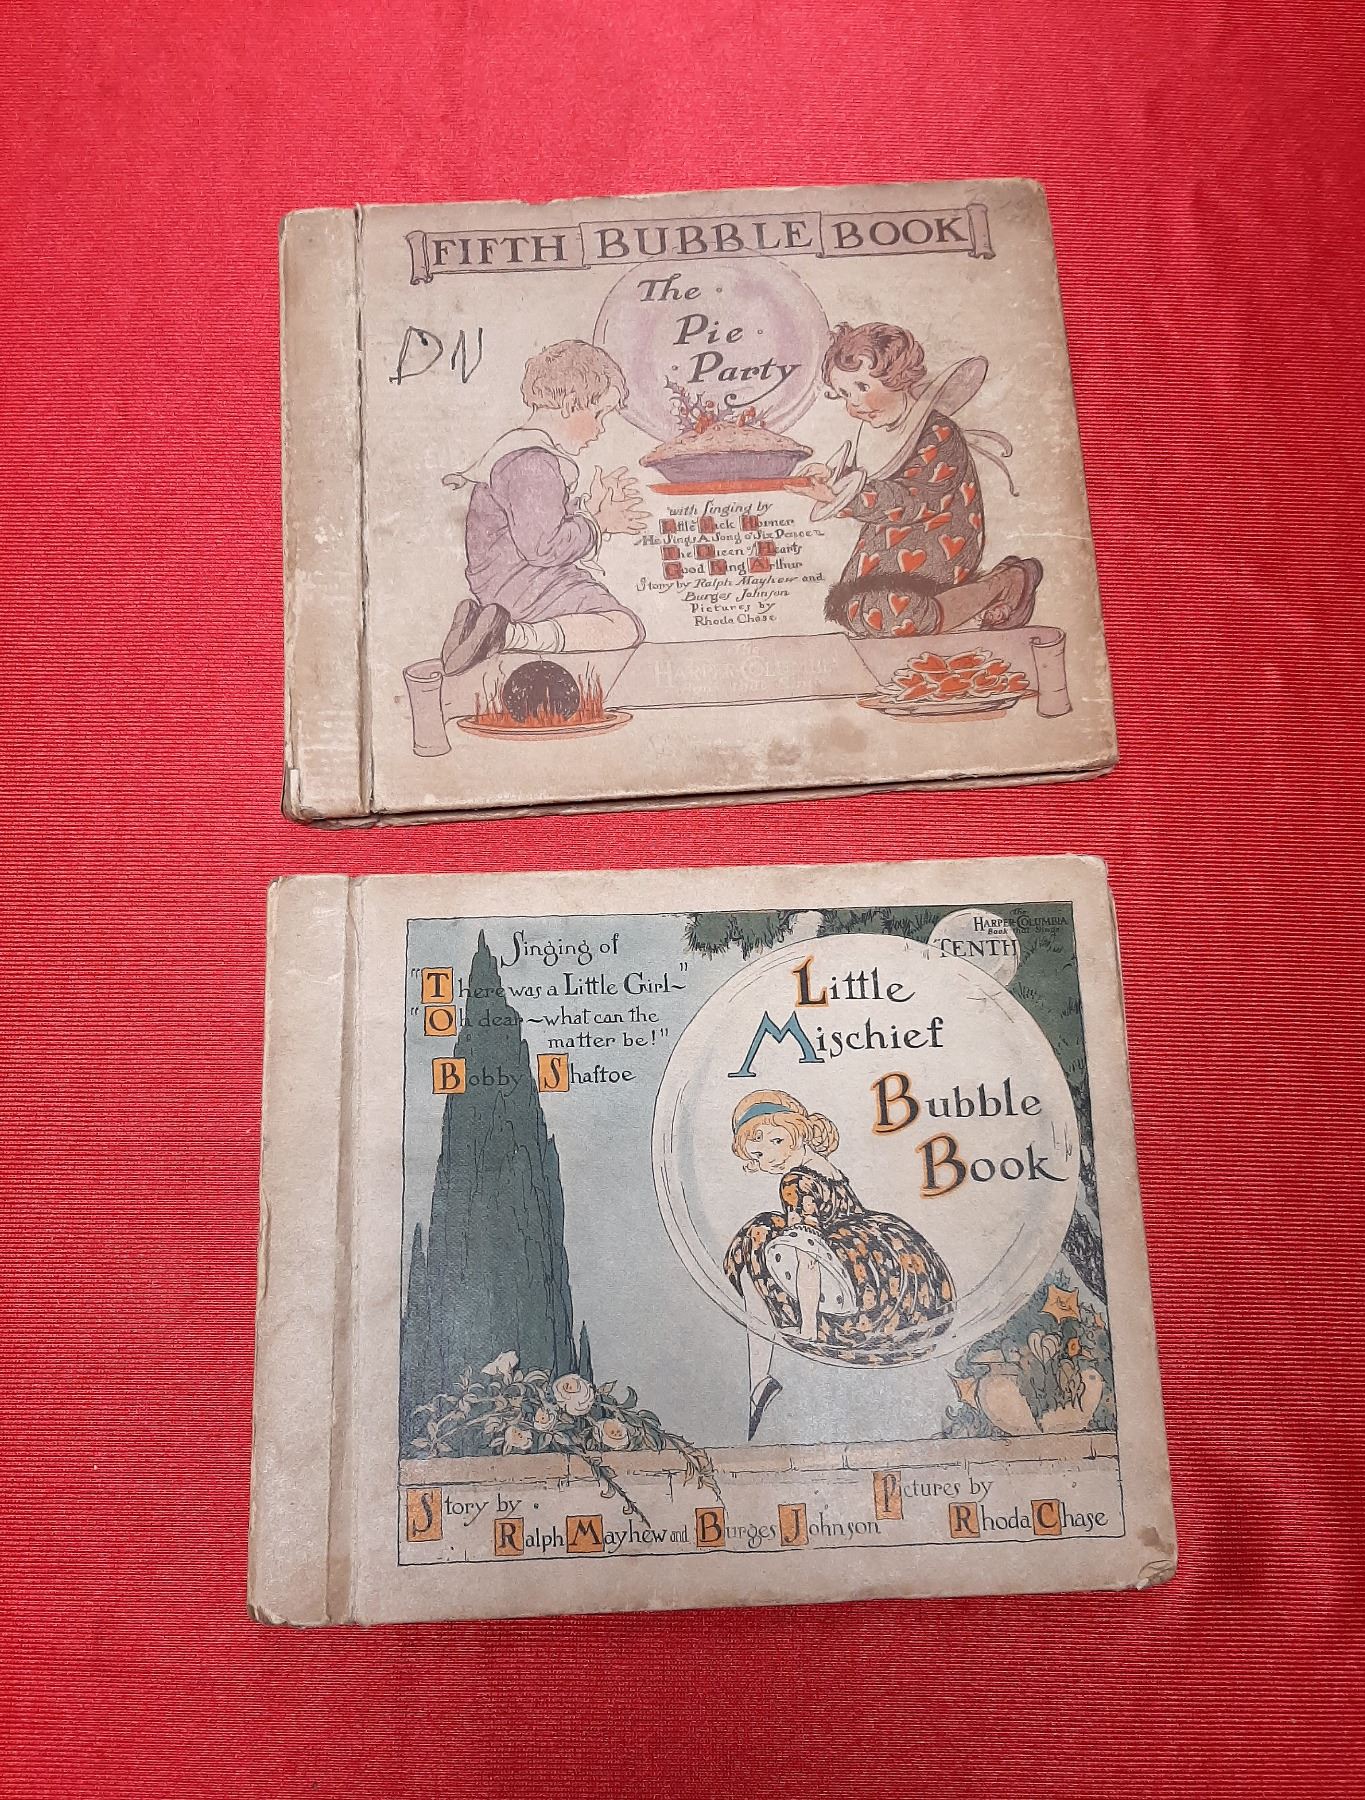 FIFTH BUBBLE BOOK
The
Pie
Party
DN
with singing by
Little Jack Horner
He Sings A Song o' Six Pence
The Queen of Hearts
Good King Arthur
Story by Ralph Mayhew and
Burges Johnson
Pictures by
Rhoda Chase
The
HARPER COLUMBIA
The
HARPER COLUMBIA
Book that Sings
TENTH
Singing of
"There was a Little Girl~"
"Oh dear ~ what can the
matter be!"
Bobby Shaftoe
Little
Mischief
Bubble
Book
Story by
Ralph Mayhew and Burges Johnson
Pictures by
Rhoda Chase